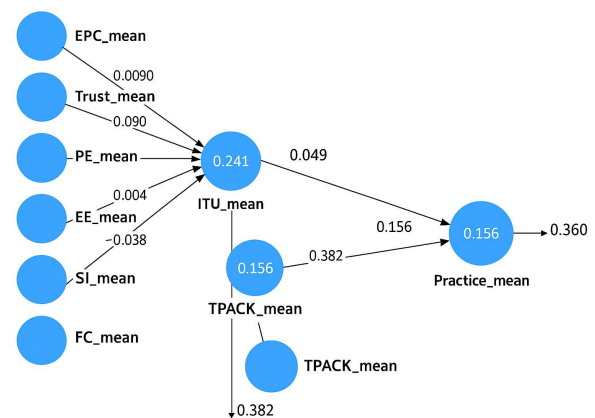 EPC_mean
0.0090
Trust_mean
0.090
PE_mean
0.241
0.049
0.004
EE_mean
ITU_mean
-0.038
0.156
0.156
0.360
SI_mean
0.156
0.382
Practice_mean
TPACK_mean
FC_mean
TPACK_mean
0.382